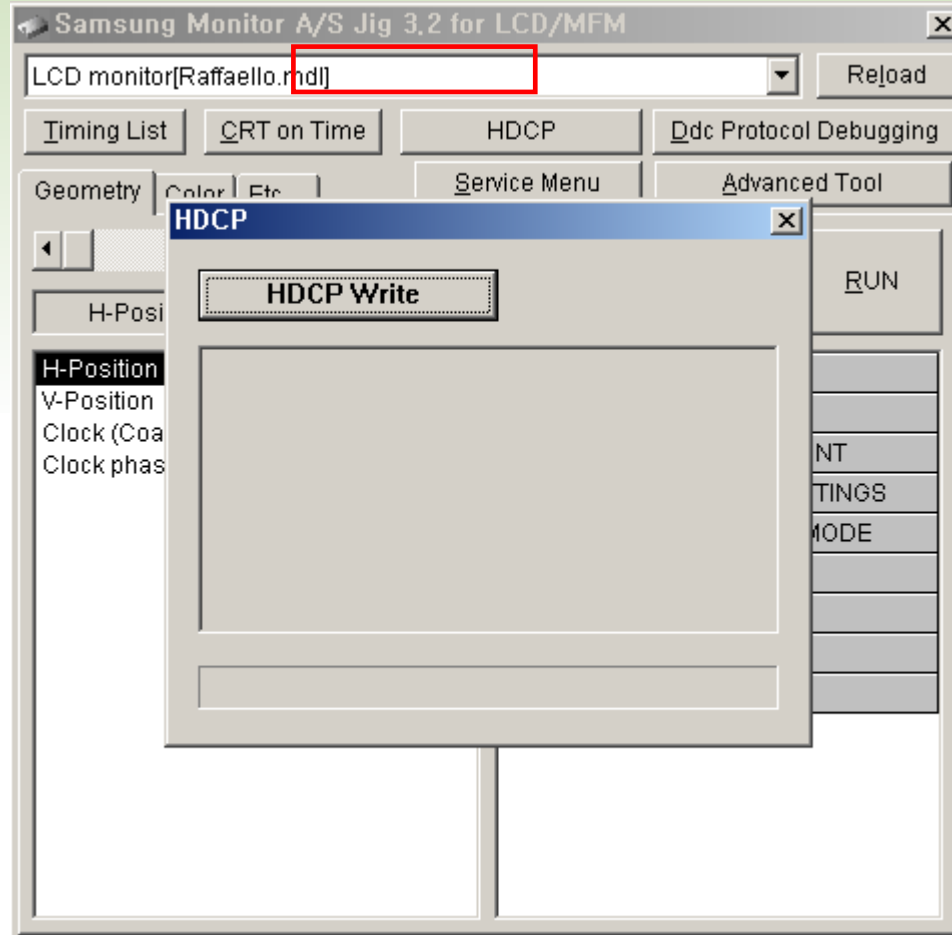 Samsung Monitor A/S Jig 3,2 for LCD/MFM
LCD monitor[Raffaello.mdl]
Reload
Timing List
CRT on Time
HDCP
Ddc Protocol Debugging
Geometry
Color
Etc
Service Menu
Advanced Tool
HDCP
HDCP Write
RUN
H-Posi
H-Position
V-Position
Clock (Coa
Clock phas
NT
TINGS
MODE